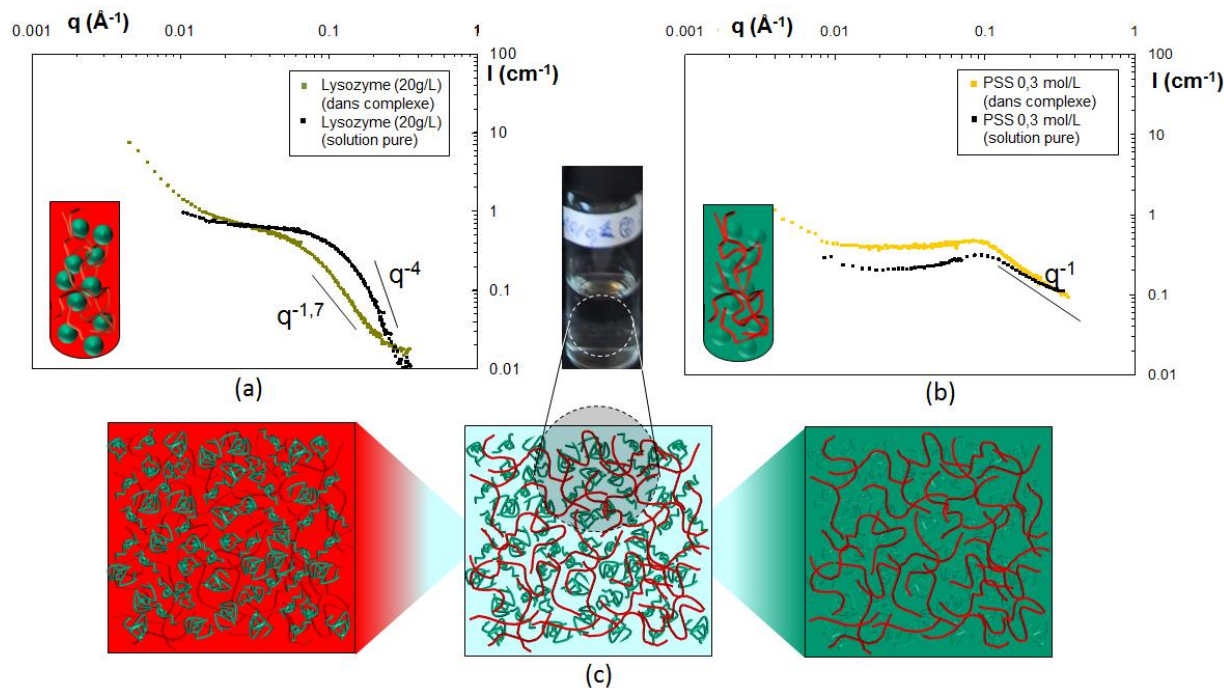 q (Å-1)
0.001
0.01
0.1
1
100
I (cm-1)
10
1
0.1
0.01
Lysozyme (20g/L)
(dans complexe)
Lysozyme (20g/L)
(solution pure)
q-4
q-1,7
(a)
q (Å-1)
0.001
0.01
0.1
1
100
I (cm-1)
10
1
0.1
0.01
PSS 0,3 mol/L
(dans complexe)
PSS 0,3 mol/L
(solution pure)
q-1
(b)
(c)